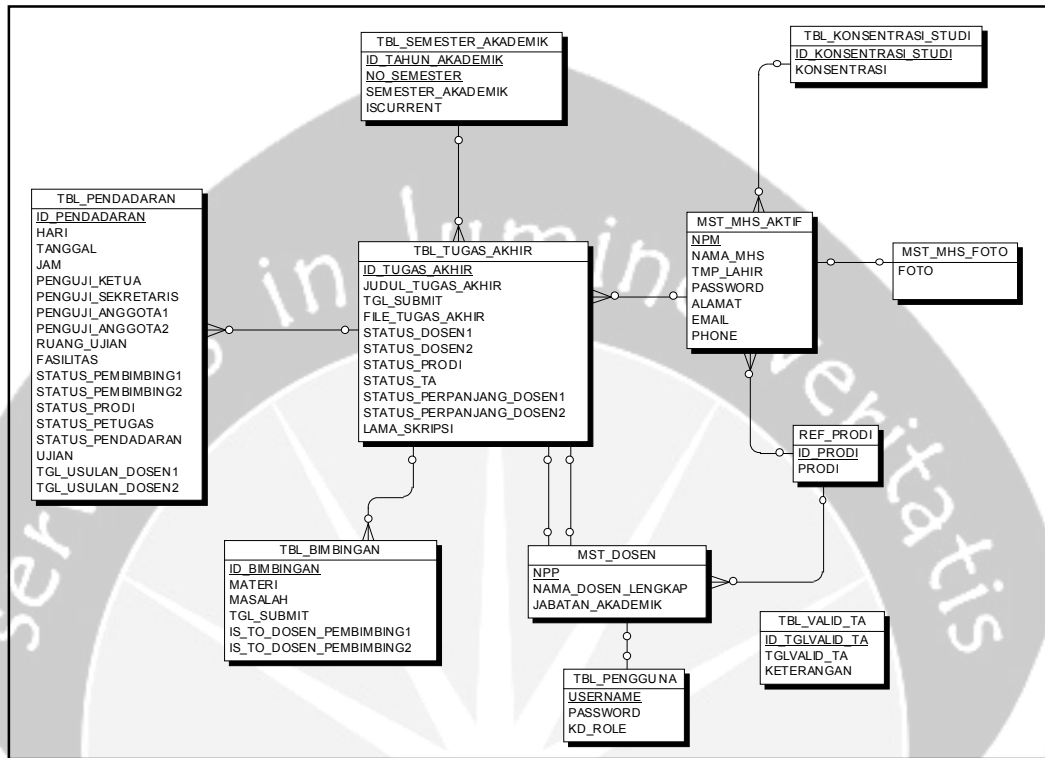 TBL_SEMESTER_AKADEMIK
ID_TAHUN_AKADEMIK
NO_SEMESTER
SEMESTER_AKADEMIK
ISCURRENT
TBL_KONSENTRASI_STUDI
ID_KONSENTRASI_STUDI
KONSENTRASI
TBL_PENDADARAN
ID_PENDADARAN
HARI
TANGGAL
JAM
PENGUJI_KETUA
PENGUJI_SEKRETARIS
PENGUJI_ANGGOTA1
PENGUJI_ANGGOTA2
RUANG_UJIAN
FASILITAS
STATUS_PEMBIMBING1
STATUS_PEMBIMBING2
STATUS_PRODI
STATUS_PETUGAS
STATUS_PENDADARAN
UJIAN
TGL_USULAN_DOSEN1
TGL_USULAN_DOSEN2
TBL_TUGAS_AKHIR
ID_TUGAS_AKHIR
JUDUL_TUGAS_AKHIR
TGL_SUBMIT
FILE_TUGAS_AKHIR
STATUS_DOSEN1
STATUS_DOSEN2
STATUS_PRODI
STATUS_TA
STATUS_PERPANJANG_DOSEN1
STATUS_PERPANJANG_DOSEN2
LAMA_SKRIPSI
MST_MHS_AKTIF
NPM
NAMA_MHS
TMP_LAHIR
PASSWORD
ALAMAT
EMAIL
PHONE
MST_MHS_FOTO
FOTO
REF_PRODI
ID_PRODI
PRODI
TBL_BIMBINGAN
ID_BIMBINGAN
MATERI
MASALAH
TGL_SUBMIT
IS_TO_DOSEN_PEMBIMBING1
IS_TO_DOSEN_PEMBIMBING2
MST_DOSEN
NPP
NAMA_DOSEN_LENGKAP
JABATAN_AKADEMIK
TBL_VALID_TA
ID_TGLVALID_TA
TGLVALID_TA
KETERANGAN
TBL_PENGGUNA
USERNAME
PASSWORD
KD_ROLE
in